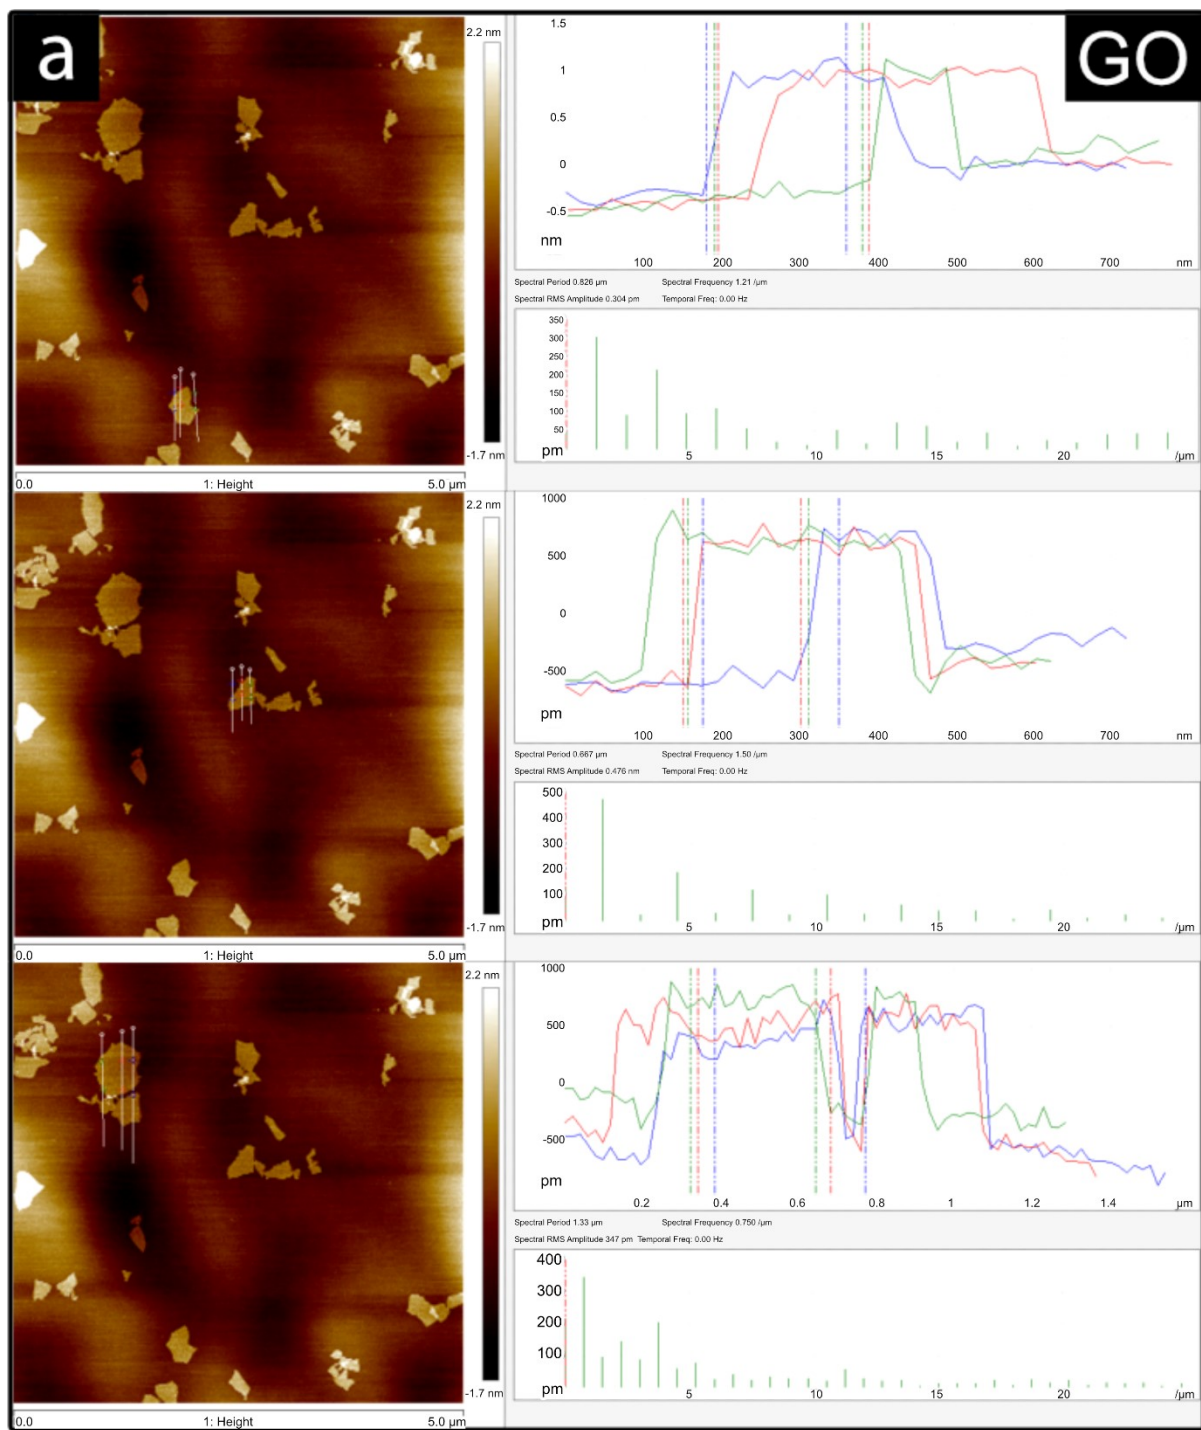 a
GO
2.2 nm
-1.7 nm
0.0 1: Height 5.0 µm
1.5
1
0.5
0
-0.5
nm
100 200 300 400 500 600 700 nm
Spectral Period 0.826 µm Spectral Frequency 1.21 /µm
Spectral RMS Amplitude 0.304 pm Temporal Freq: 0.00 Hz
350
300
250
200
150
100
50
pm
5 10 15 20 /µm
2.2 nm
-1.7 nm
0.0 1: Height 5.0 µm
1000
500
0
-500
pm
100 200 300 400 500 600 700 nm
Spectral Period 0.667 µm Spectral Frequency 1.50 /µm
Spectral RMS Amplitude 0.476 nm Temporal Freq: 0.00 Hz
500
400
300
200
100
pm
5 10 15 20 /µm
2.2 nm
-1.7 nm
0.0 1: Height 5.0 µm
1000
500
0
-500
pm
0.2 0.4 0.6 0.8 1 1.2 1.4 µm
Spectral Period 1.33 µm Spectral Frequency 0.750 /µm
Spectral RMS Amplitude 347 pm Temporal Freq: 0.00 Hz
400
300
200
100
pm
5 10 15 20 /µm